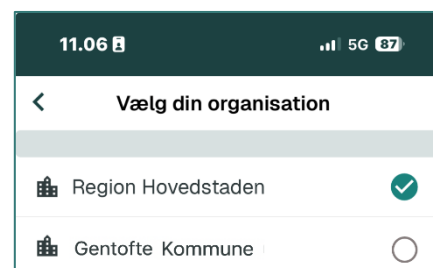 11.06 5G 87
Vælg din organisation
Region Hovedstaden
Gentofte Kommune